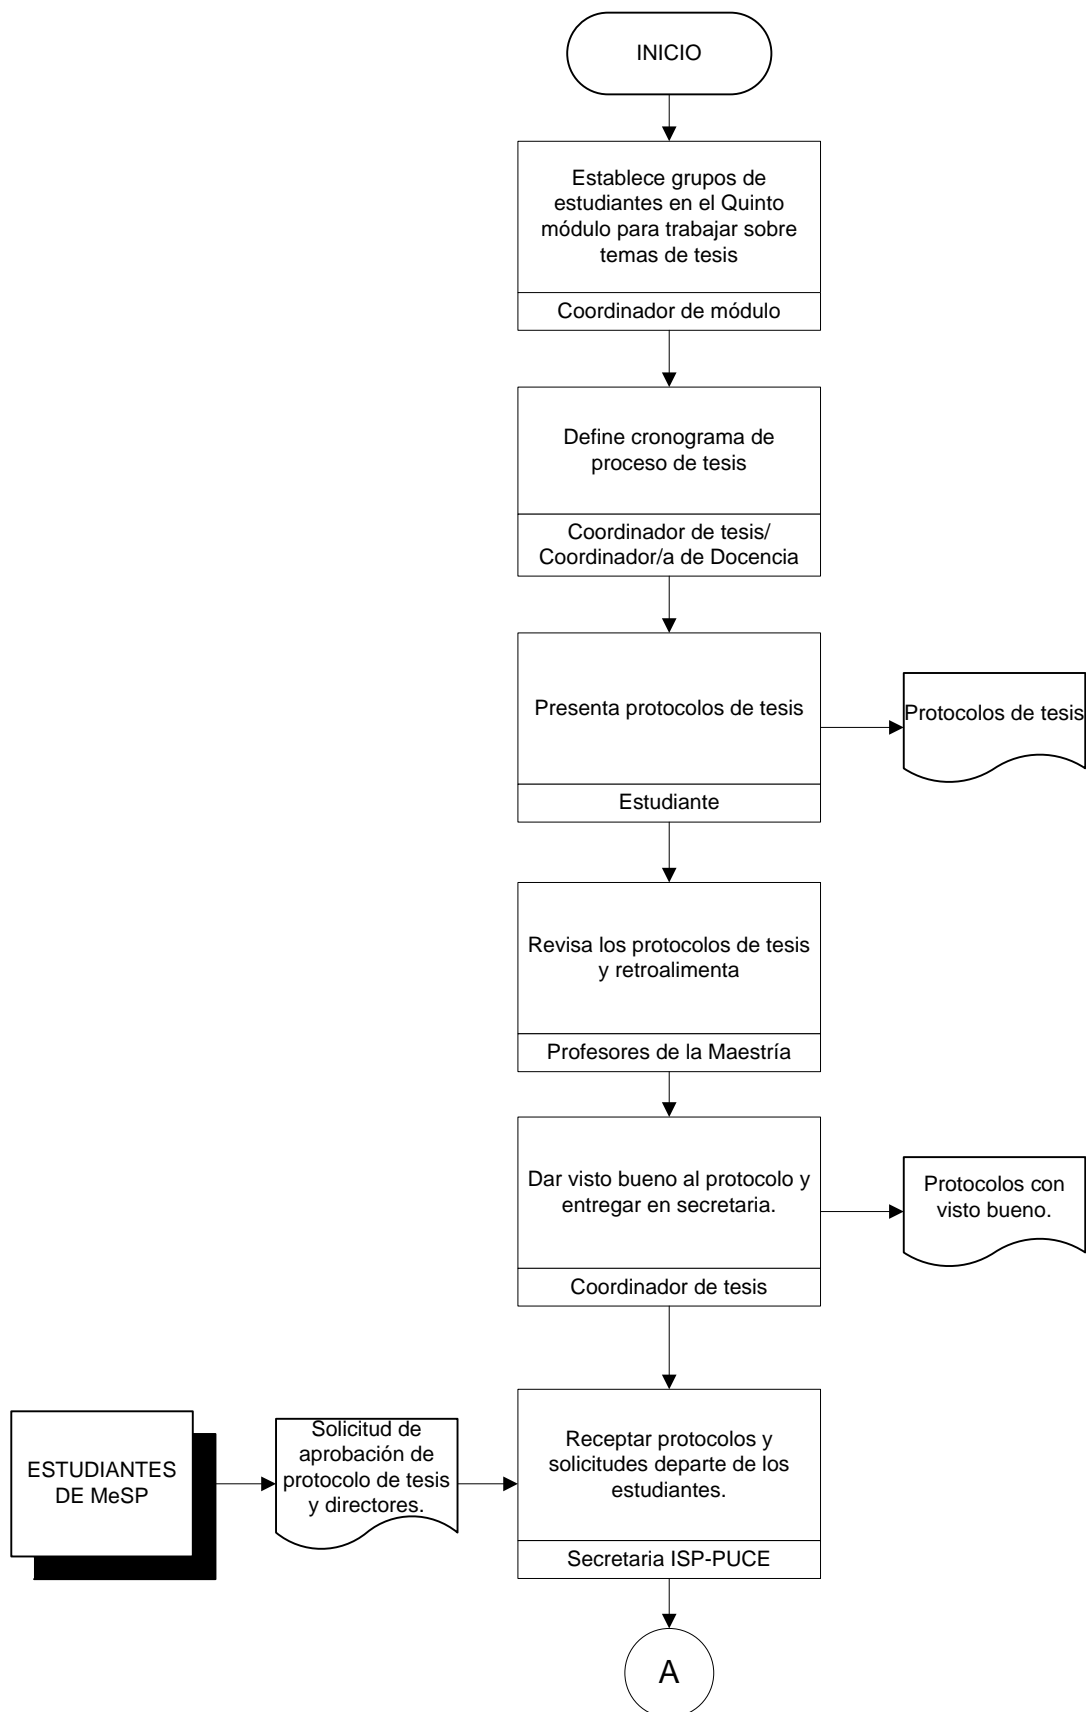 INICIO
Establece grupos de
estudiantes en el Quinto
módulo para trabajar sobre
temas de tesis
Coordinador de módulo
Define cronograma de
proceso de tesis
Coordinador de tesis/
Coordinador/a de Docencia
Presenta protocolos de tesis
Estudiante
Protocolos de tesis
Revisa los protocolos de tesis
y retroalimenta
Profesores de la Maestría
Dar visto bueno al protocolo y
entregar en secretaria.
Coordinador de tesis
Protocolos con
visto bueno.
ESTUDIANTES
DE MeSP
Solicitud de
aprobación de
protocolo de tesis
y directores.
Receptar protocolos y
solicitudes departe de los
estudiantes.
Secretaria ISP-PUCE
A